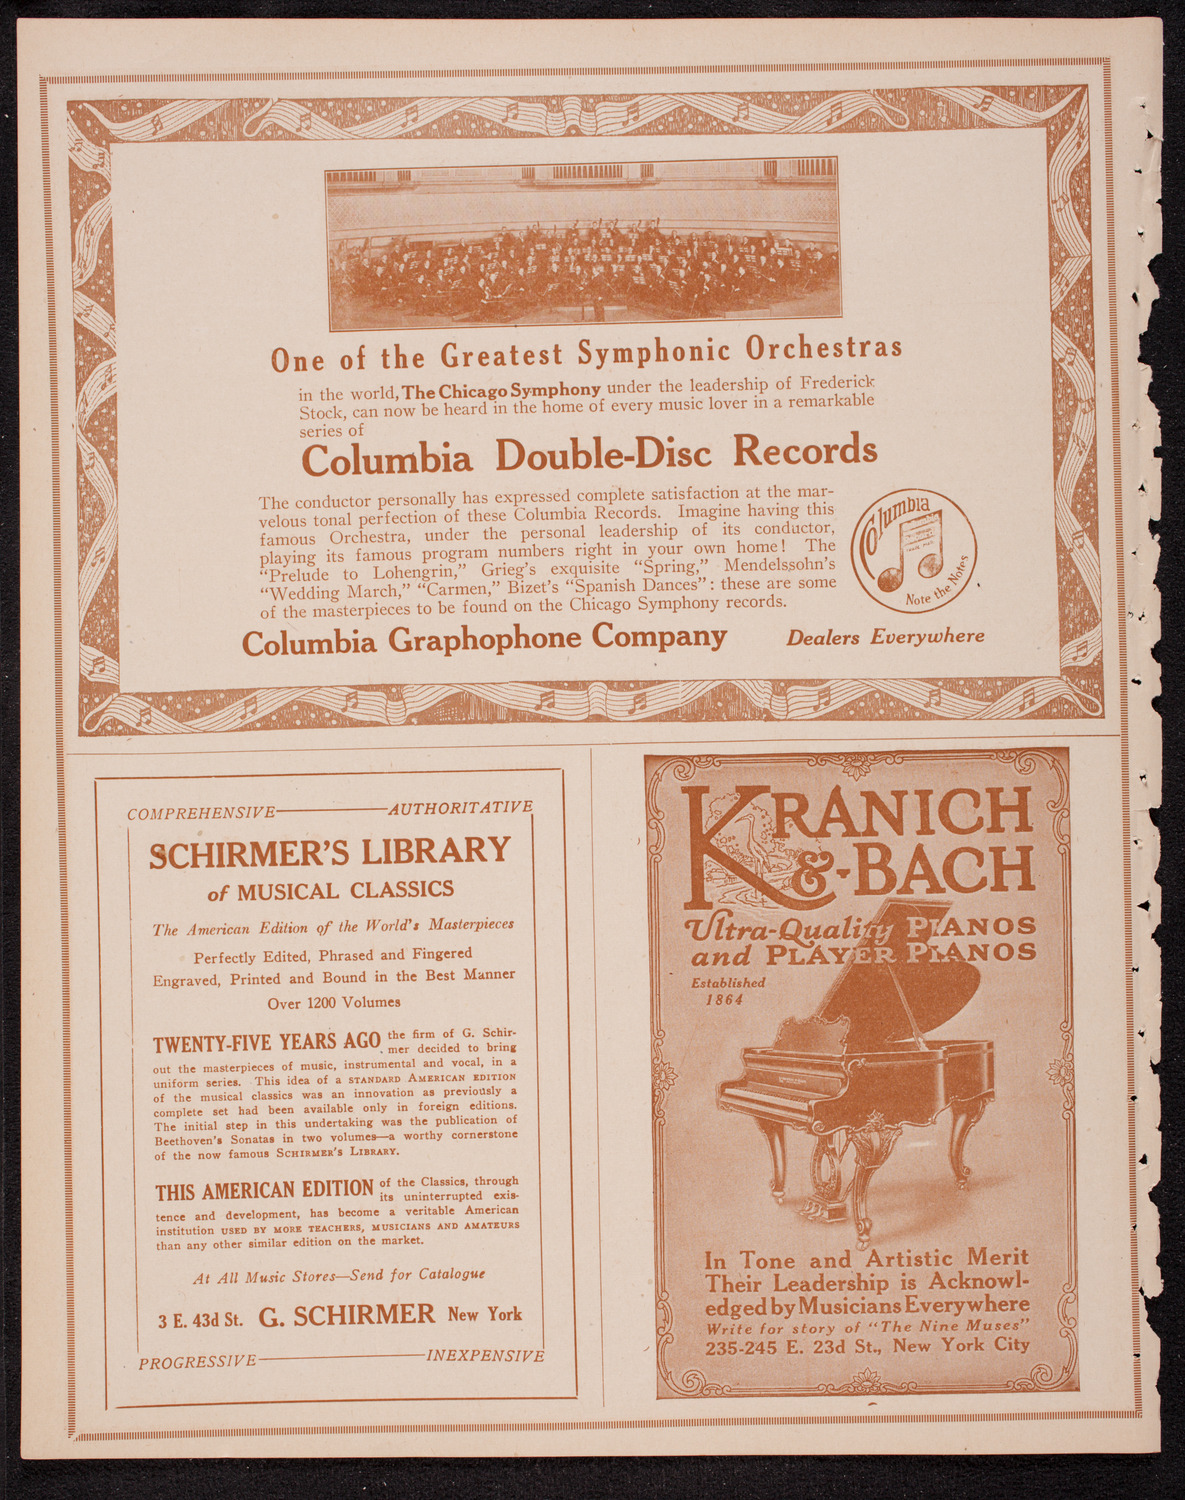 One of the Greatest Symphonic Orchestras
in the world, The Chicago Symphony under the leadership of Frederick
Stock, can now be heard in the home of every music lover in a remarkable
series of
Columbia Double-Disc Records
The conductor personally has expressed complete satisfaction at the mar-
velous tonal perfection of these Columbia Records. Imagine having this
famous Orchestra, under the personal leadership of its conductor,
playing its famous program numbers right in your own home! The
"Prelude to Lohengrin," Grieg's exquisite "Spring," Mendelssohn's
"Wedding March," "Carmen," Bizet's "Spanish Dances": these are some
of the masterpieces to be found on the Chicago Symphony records.
Columbia
Note the Notes
Columbia Graphophone Company Dealers Everywhere
COMPREHENSIVE—AUTHORITATIVE
SCHIRMER'S LIBRARY
of MUSICAL CLASSICS
The American Edition of the World's Masterpieces
Perfectly Edited, Phrased and Fingered
Engraved, Printed and Bound in the Best Manner
Over 1200 Volumes
TWENTY-FIVE YEARS AGO the firm of G. Schir-
mer decided to bring
out the masterpieces of music, instrumental and vocal, in a
uniform series. This idea of a STANDARD AMERICAN EDITION
of the musical classics was an innovation as previously a
complete set had been available only in foreign editions.
The initial step in this undertaking was the publication of
Beethoven's Sonatas in two volumes—a worthy cornerstone
of the now famous SCHIRMER'S LIBRARY.
THIS AMERICAN EDITION of the Classics, through
its uninterrupted exis-
tence and development, has become a veritable American
institution USED BY MORE TEACHERS, MUSICIANS AND AMATEURS
than any other similar edition on the market.
At All Music Stores—Send for Catalogue
3 E. 43d St. G. SCHIRMER New York
PROGRESSIVE—INEXPENSIVE
KRANICH
&-BACH
Ultra-Quality PIANOS
and PLAYER PIANOS
Established
1864
In Tone and Artistic Merit
Their Leadership is Acknowl-
edged by Musicians Everywhere
Write for story of "The Nine Muses"
235-245 E. 23d St., New York City